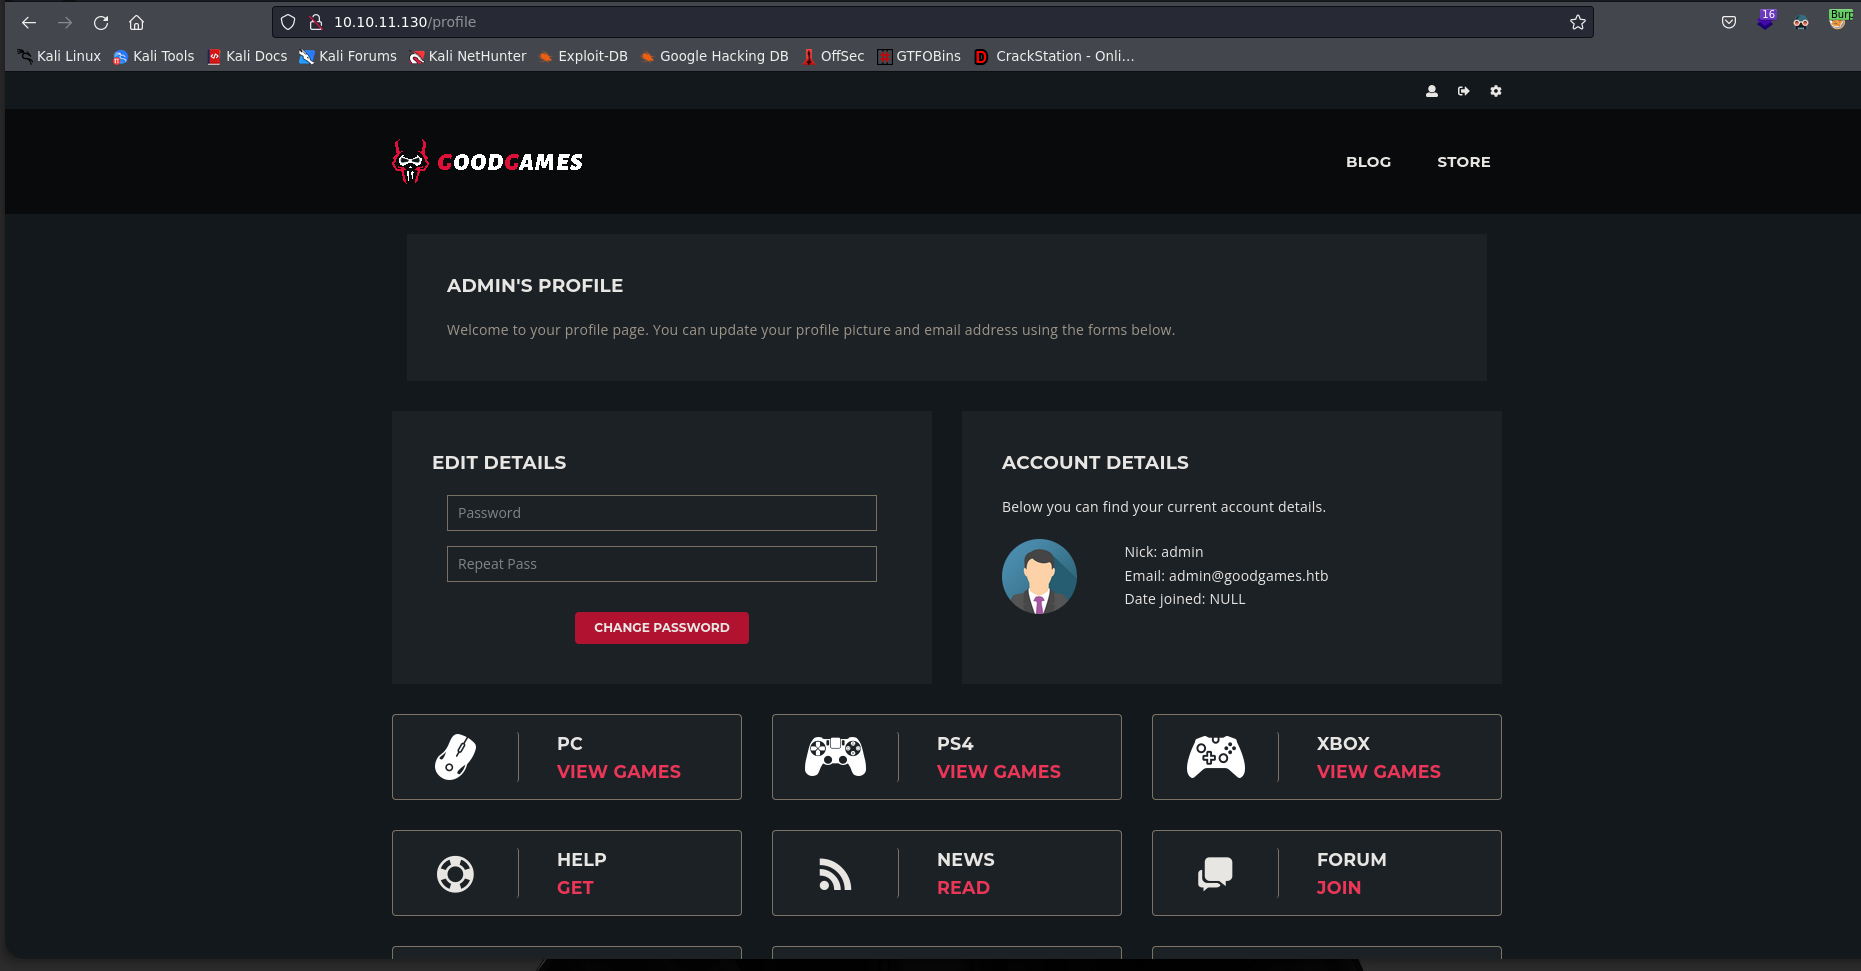 10.10.11.130/profile
16
Burp
Kali Linux Kali Tools Kali Docs Kali Forums Kali NetHunter Exploit-DB Google Hacking DB OffSec GTFOBins CrackStation - Onli...
GOODGAMES
BLOG STORE
ADMIN'S PROFILE
Welcome to your profile page. You can update your profile picture and email address using the forms below.
EDIT DETAILS
Password
Repeat Pass
CHANGE PASSWORD
ACCOUNT DETAILS
Below you can find your current account details.
Nick: admin
Email: admin@goodgames.htb
Date joined: NULL
PC
VIEW GAMES
PS4
VIEW GAMES
XBOX
VIEW GAMES
HELP
GET
NEWS
READ
FORUM
JOIN